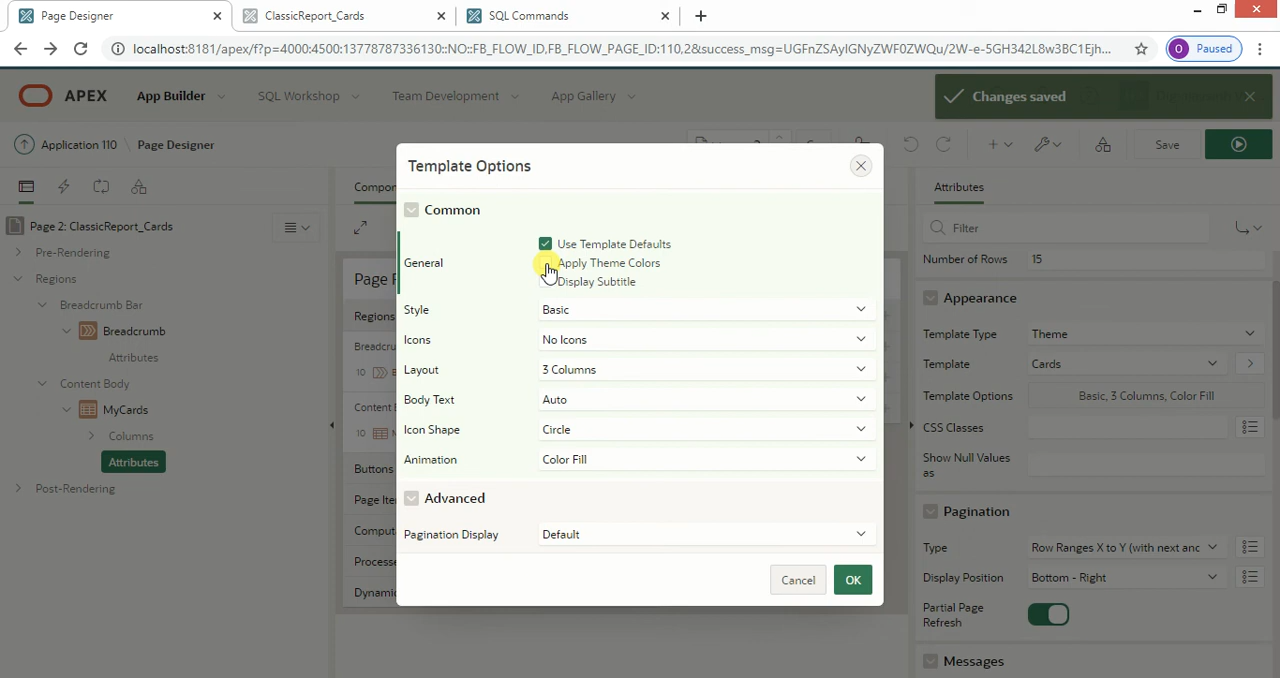 Page Designer
ClassicReport_Cards
SQL Commands
localhost:8181/apex/f?p=4000:4500:13778787336130::NO::FB_FLOW_ID,FB_FLOW_PAGE_ID:110,2&success_msg=UGFnZSAyIGNyZWF0ZWQu/2W-e-5GH342L8w3BC1Ejh...
O Paused
APEX
App Builder
SQL Workshop
Team Development
App Gallery
Changes saved
Application 110
Page Designer
Save
Template Options
Page 2: ClassicReport_Cards
Pre-Rendering
Regions
Breadcrumb Bar
Breadcrumb
Attributes
Content Body
MyCards
Columns
Attributes
Post-Rendering
Common
General
Use Template Defaults
Apply Theme Colors
Display Subtitle
Style
Basic
Icons
No Icons
Layout
3 Columns
Body Text
Auto
Icon Shape
Circle
Animation
Color Fill
Advanced
Pagination Display
Default
Cancel
OK
Regions
10
10
Buttons
Attributes
Filter
Number of Rows
15
Appearance
Template Type
Theme
Template
Cards
Template Options
Basic, 3 Columns, Color Fill
CSS Classes
Show Null Values
as
Pagination
Type
Row Ranges X to Y (with next anc
Display Position
Bottom - Right
Partial Page
Refresh
Messages